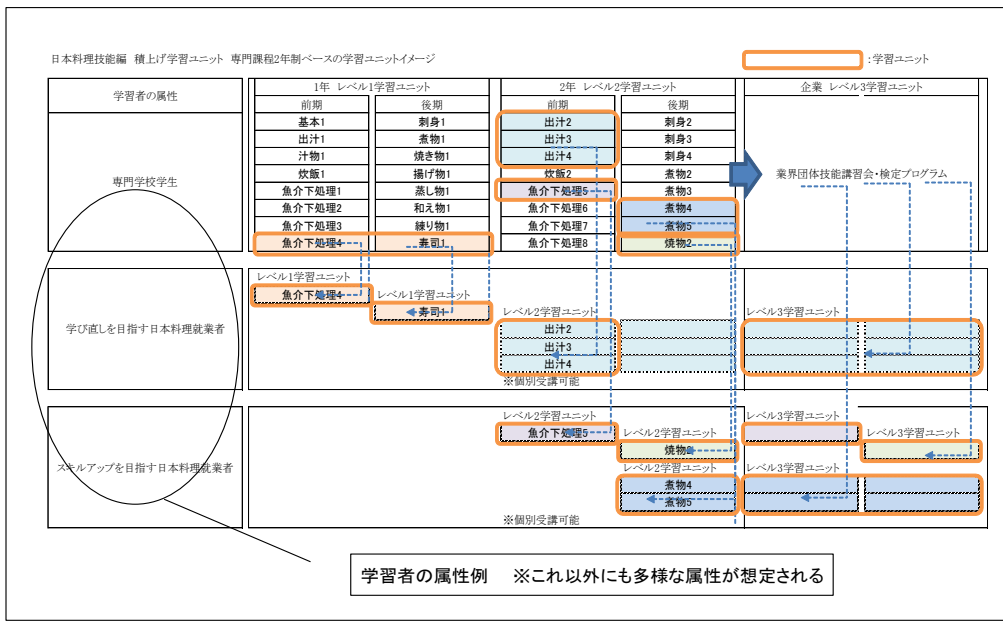 日本料理技能編 積上げ学習ユニット 専門課程2年制ベースの学習ユニットイメージ
：学習ユニット
学習者の属性
1年 レベル1学習ユニット
2年 レベル2学習ユニット
企業 レベル3学習ユニット
前期 後期 前期 後期
専門学校学生
基本1 刺身1 出汁2 刺身2
出汁1 煮物1 出汁3 刺身3
汁物1 焼き物1 出汁4 刺身4
炊飯1 揚げ物1 炊飯2 煮物2
魚介下処理1 蒸し物1 魚介下処理5 煮物3
魚介下処理2 和え物1 魚介下処理6 煮物4
魚介下処理3 練り物1 魚介下処理7 煮物5
魚介下処理4 寿司1 魚介下処理8 焼物2
業界団体技能講習会・検定プログラム
学び直しを目指す日本料理就業者
レベル1学習ユニット
魚介下処理4
レベル1学習ユニット
寿司1
レベル2学習ユニット
出汁2
出汁3
出汁4
※個別受講可能
レベル3学習ユニット
スキルアップを目指す日本料理就業者
レベル2学習ユニット
魚介下処理5
レベル2学習ユニット
焼物2
レベル2学習ユニット
煮物4
煮物5
※個別受講可能
レベル3学習ユニット
レベル3学習ユニット
レベル3学習ユニット
学習者の属性例 ※これ以外にも多様な属性が想定される